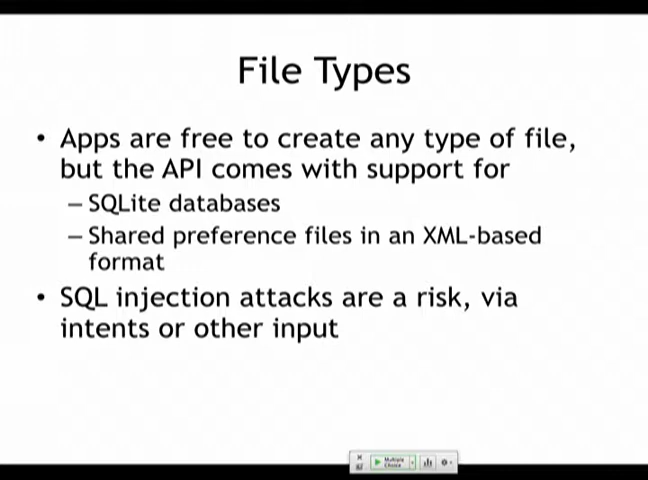 File Types
• Apps are free to create any type of file,
but the API comes with support for
– SQLite databases
– Shared preference files in an XML-based
format
• SQL injection attacks are a risk, via
intents or other input
Multiple
Choice